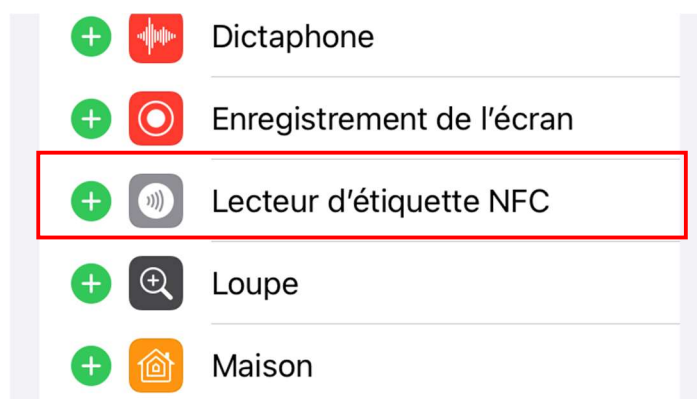 Dictaphone
Enregistrement de l’écran
Lecteur d’étiquette NFC
Loupe
Maison